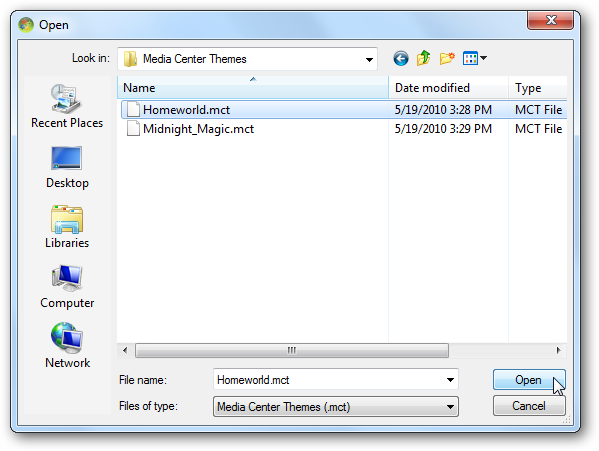 Open
Look in: Media Center Themes
Name Date modified Type
Homeworld.mct 5/19/2010 3:28 PM MCT File
Midnight_Magic.mct 5/19/2010 3:29 PM MCT File
Recent Places
Desktop
Libraries
Computer
Network
File name: Homeworld.mct Open
Files of type: Media Center Themes (.mct) Cancel